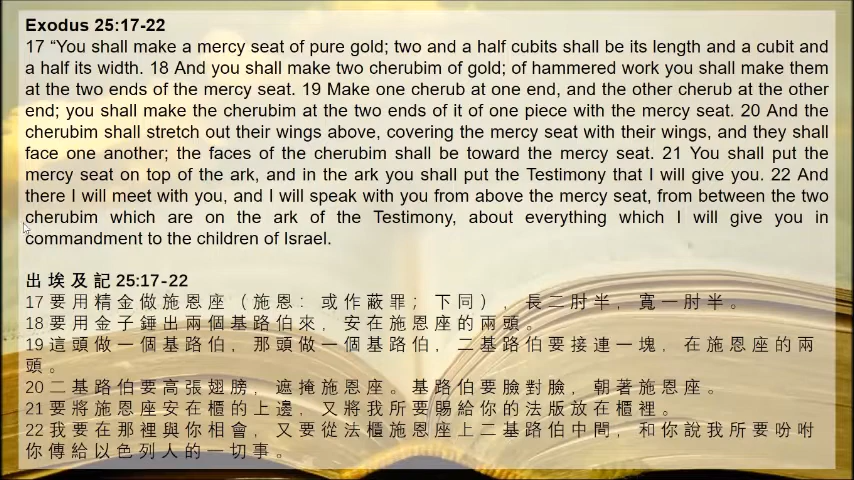 Exodus 25:17-22
17 “You shall make a mercy seat of pure gold; two and a half cubits shall be its length and a cubit and
a half its width. 18 And you shall make two cherubim of gold; of hammered work you shall make them
at the two ends of the mercy seat. 19 Make one cherub at one end, and the other cherub at the other
end; you shall make the cherubim at the two ends of it of one piece with the mercy seat. 20 And the
cherubim shall stretch out their wings above, covering the mercy seat with their wings, and they shall
face one another; the faces of the cherubim shall be toward the mercy seat. 21 You shall put the
mercy seat on top of the ark, and in the ark you shall put the Testimony that I will give you. 22 And
there I will meet with you, and I will speak with you from above the mercy seat, from between the two
cherubim which are on the ark of the Testimony, about everything which I will give you in
commandment to the children of Israel.
出埃及記 25:17-22
17 要用精金做施恩座（施恩：或作蔽罪；下同），長二肘半，寬一肘半。
18 要用金子錘出兩個基路伯來，安在施恩座的兩頭。
19 這頭做一個基路伯，那頭做一個基路伯，二基路伯要接連一塊，在施恩座的兩
頭。
20 二基路伯要高張翅膀，遮掩施恩座。基路伯要臉對臉，朝著施恩座。
21 要將施恩座安在櫃的上邊，又將我所要賜給你的法版放在櫃裡。
22 我要在那裡與你相會，又要從法櫃施恩座上二基路伯中間，和你說我所要吩咐
你傳給以色列人的一切事。